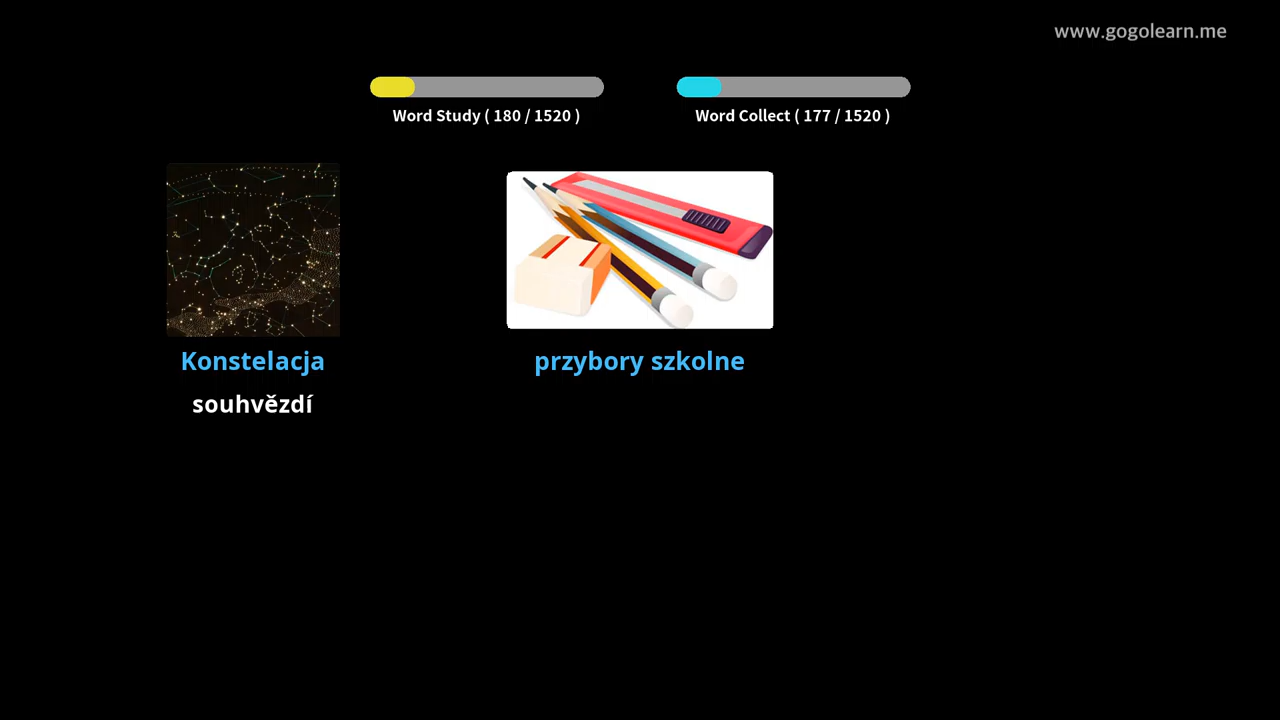 www.gogolearn.me
Word Study ( 180 / 1520 )
Word Collect ( 177 / 1520 )
Konstelacja
przybory szkolne
souhvězdí